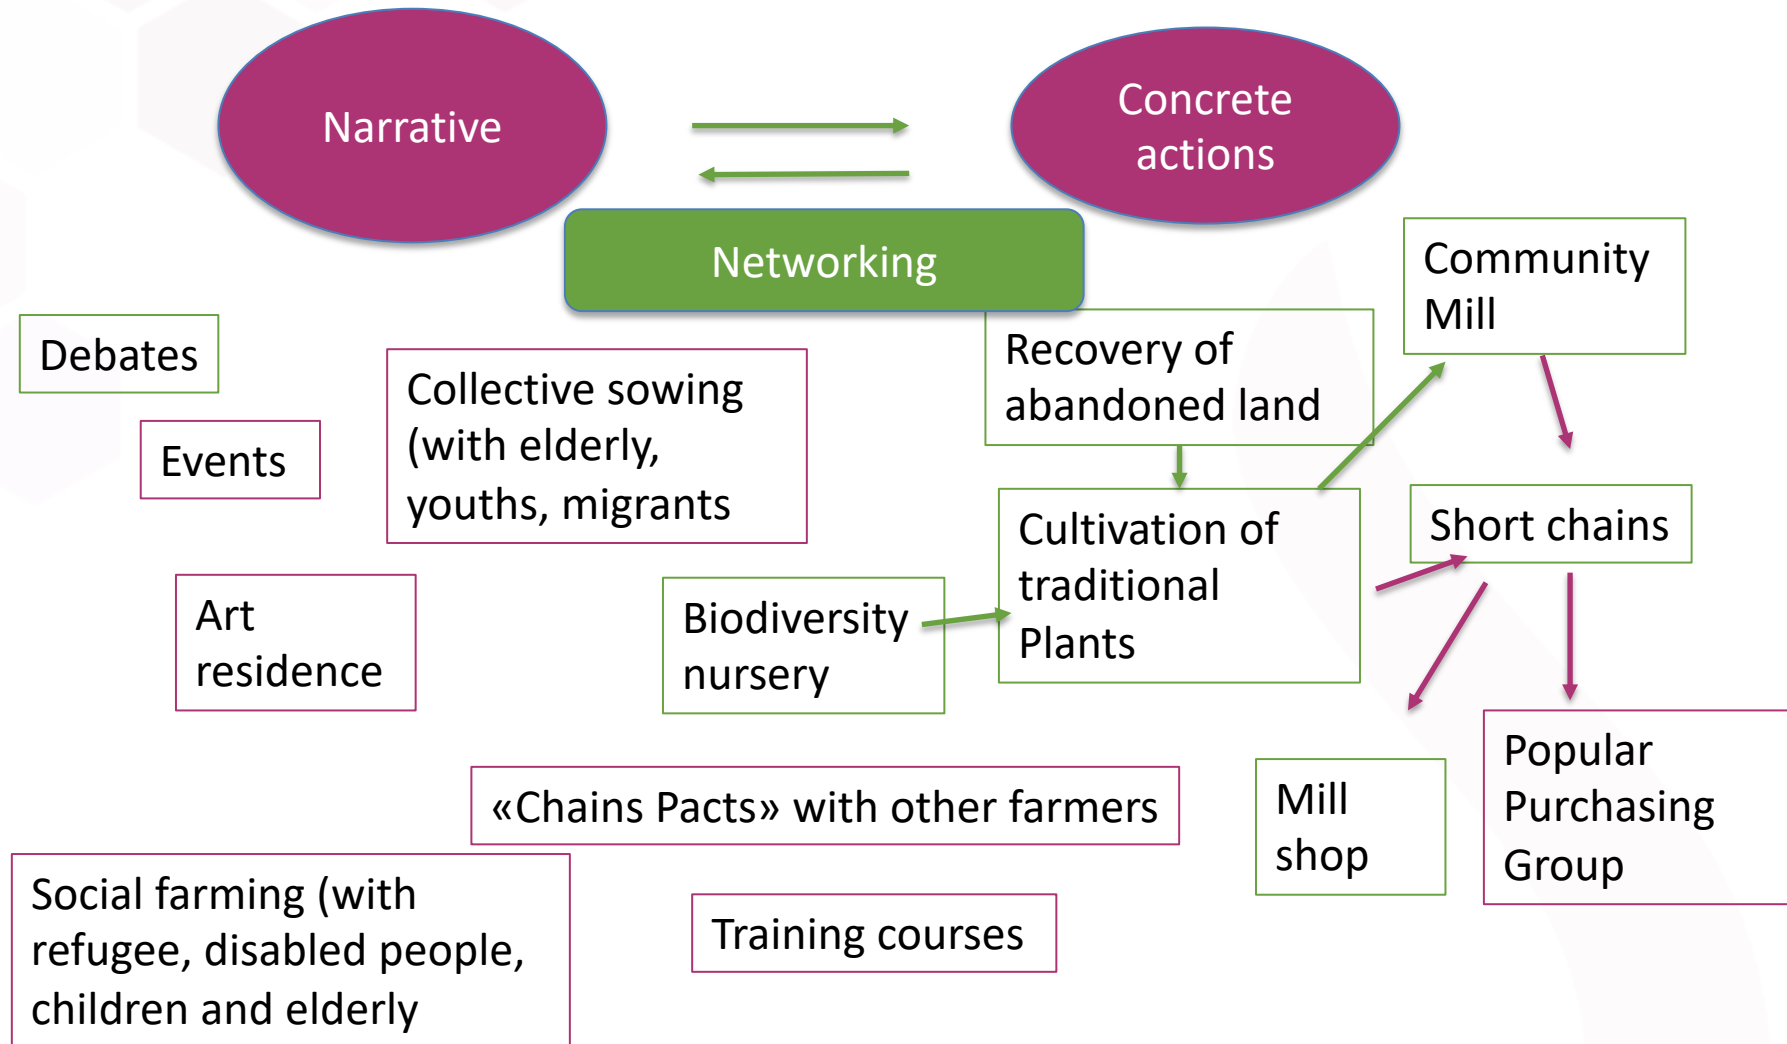 Narrative
Concrete
actions
Networking
Community
Mill
Debates
Recovery of
abandoned land
Collective sowing
(with elderly,
youths, migrants
Events
Short chains
Cultivation of
traditional
Plants
Art
residence
Biodiversity
nursery
Popular
Purchasing
Group
«Chains Pacts» with other farmers
Mill
shop
Social farming (with
refugee, disabled people,
children and elderly
Training courses